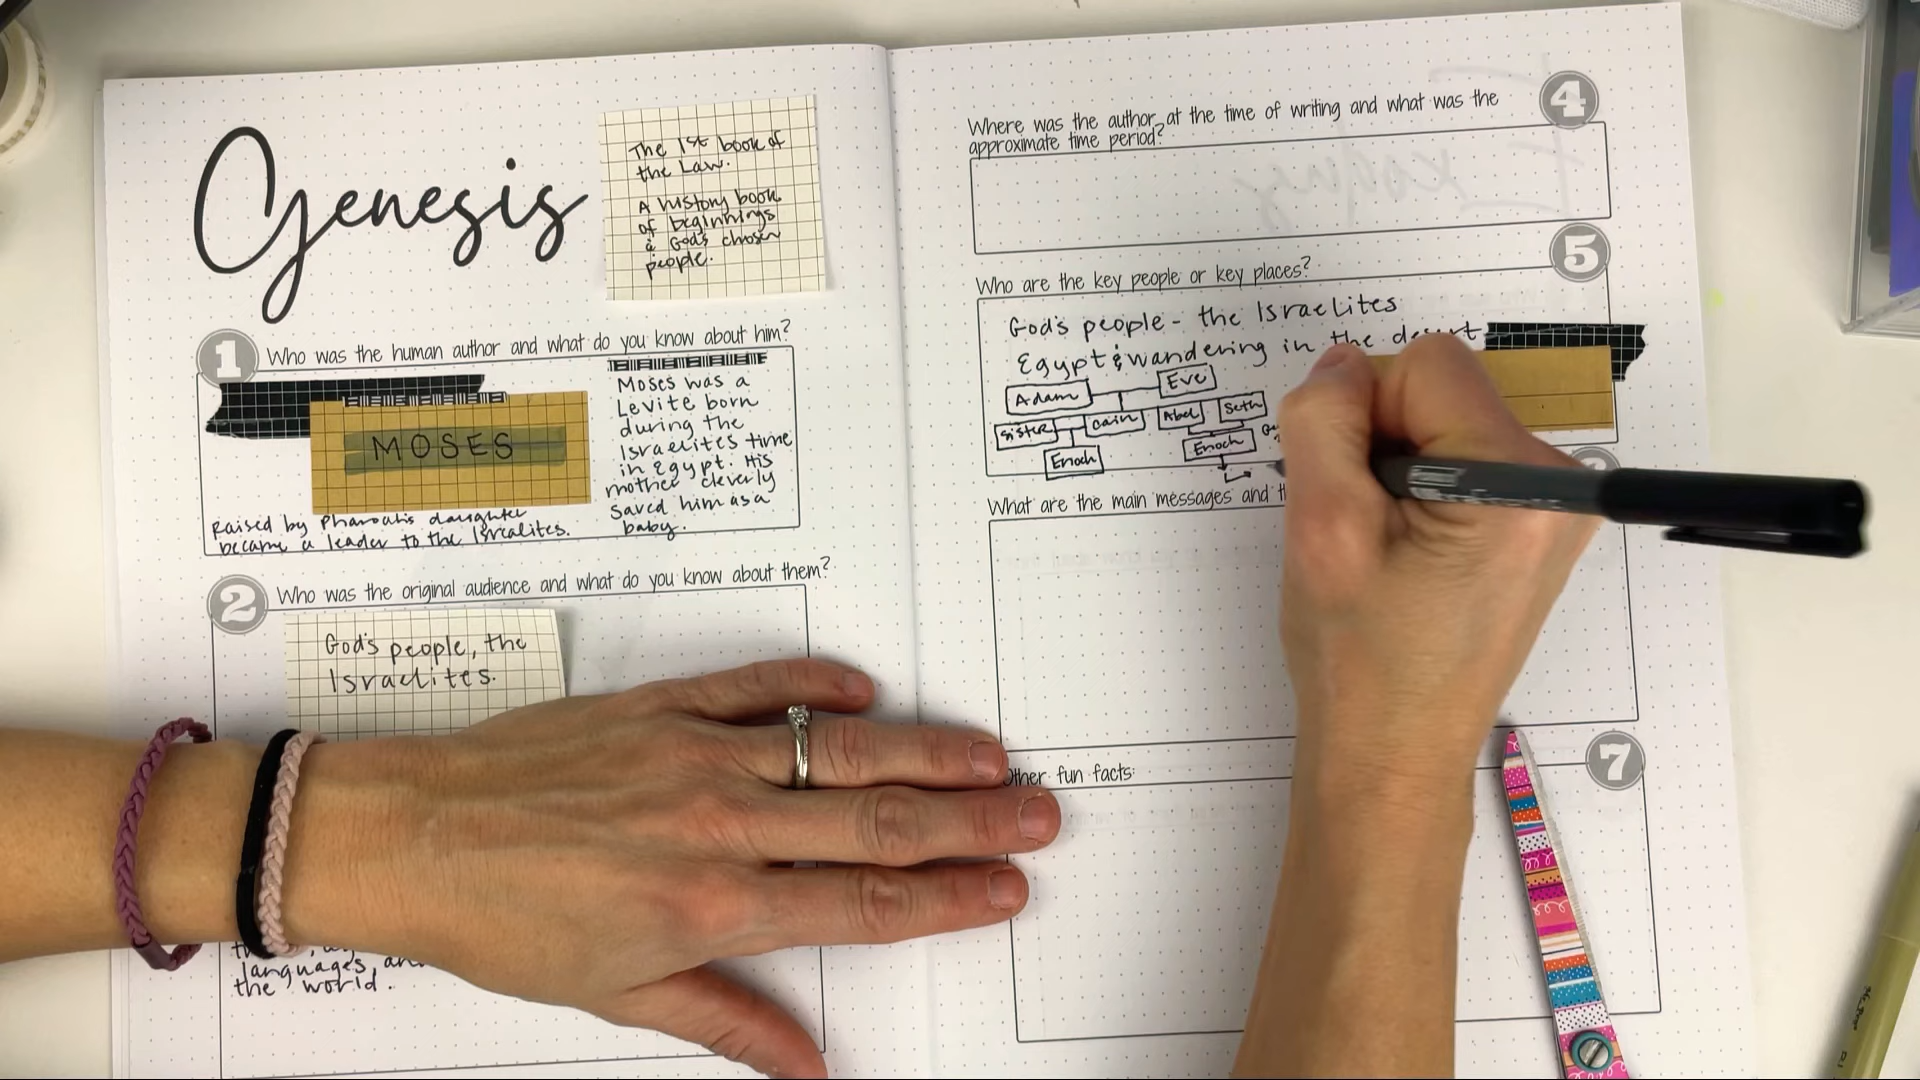 Genesis
The 1st book of
the Law.
A history book
of beginnings
& God's chosen
people.
1
Who was the human author and what do you know about him?
MOSES
Moses was a
Levite born
during the
Israelites time
in Egypt. His
mother cleverly
saved him as a
baby.
Raised by Pharoah's daughter
became a leader to the Isrealites.
2
Who was the original audience and what do you know about them?
God's people, the
Israelites.
languages, an
the world.
4
Where was the author at the time of writing and what was the
approximate time period?
5
Who are the key people or key places?
God's people - the Israelites
Egypt & wandering in the desert
Adam
Eve
Sister
Cain
Abel
Seth
Enoch
Enoch
What are the main messages and
7
Other fun facts: